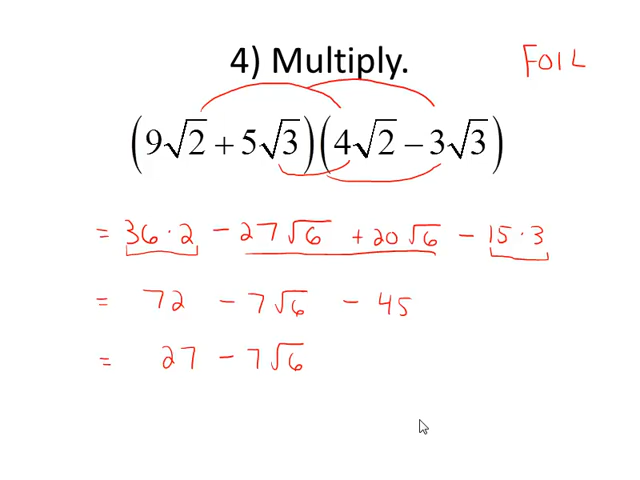 4) Multiply. FOIL
(9√2 + 5√3)(4√2 − 3√3)
= 36 · 2 − 27√6 + 20√6 − 15 · 3
= 72 − 7√6 − 45
= 27 − 7√6